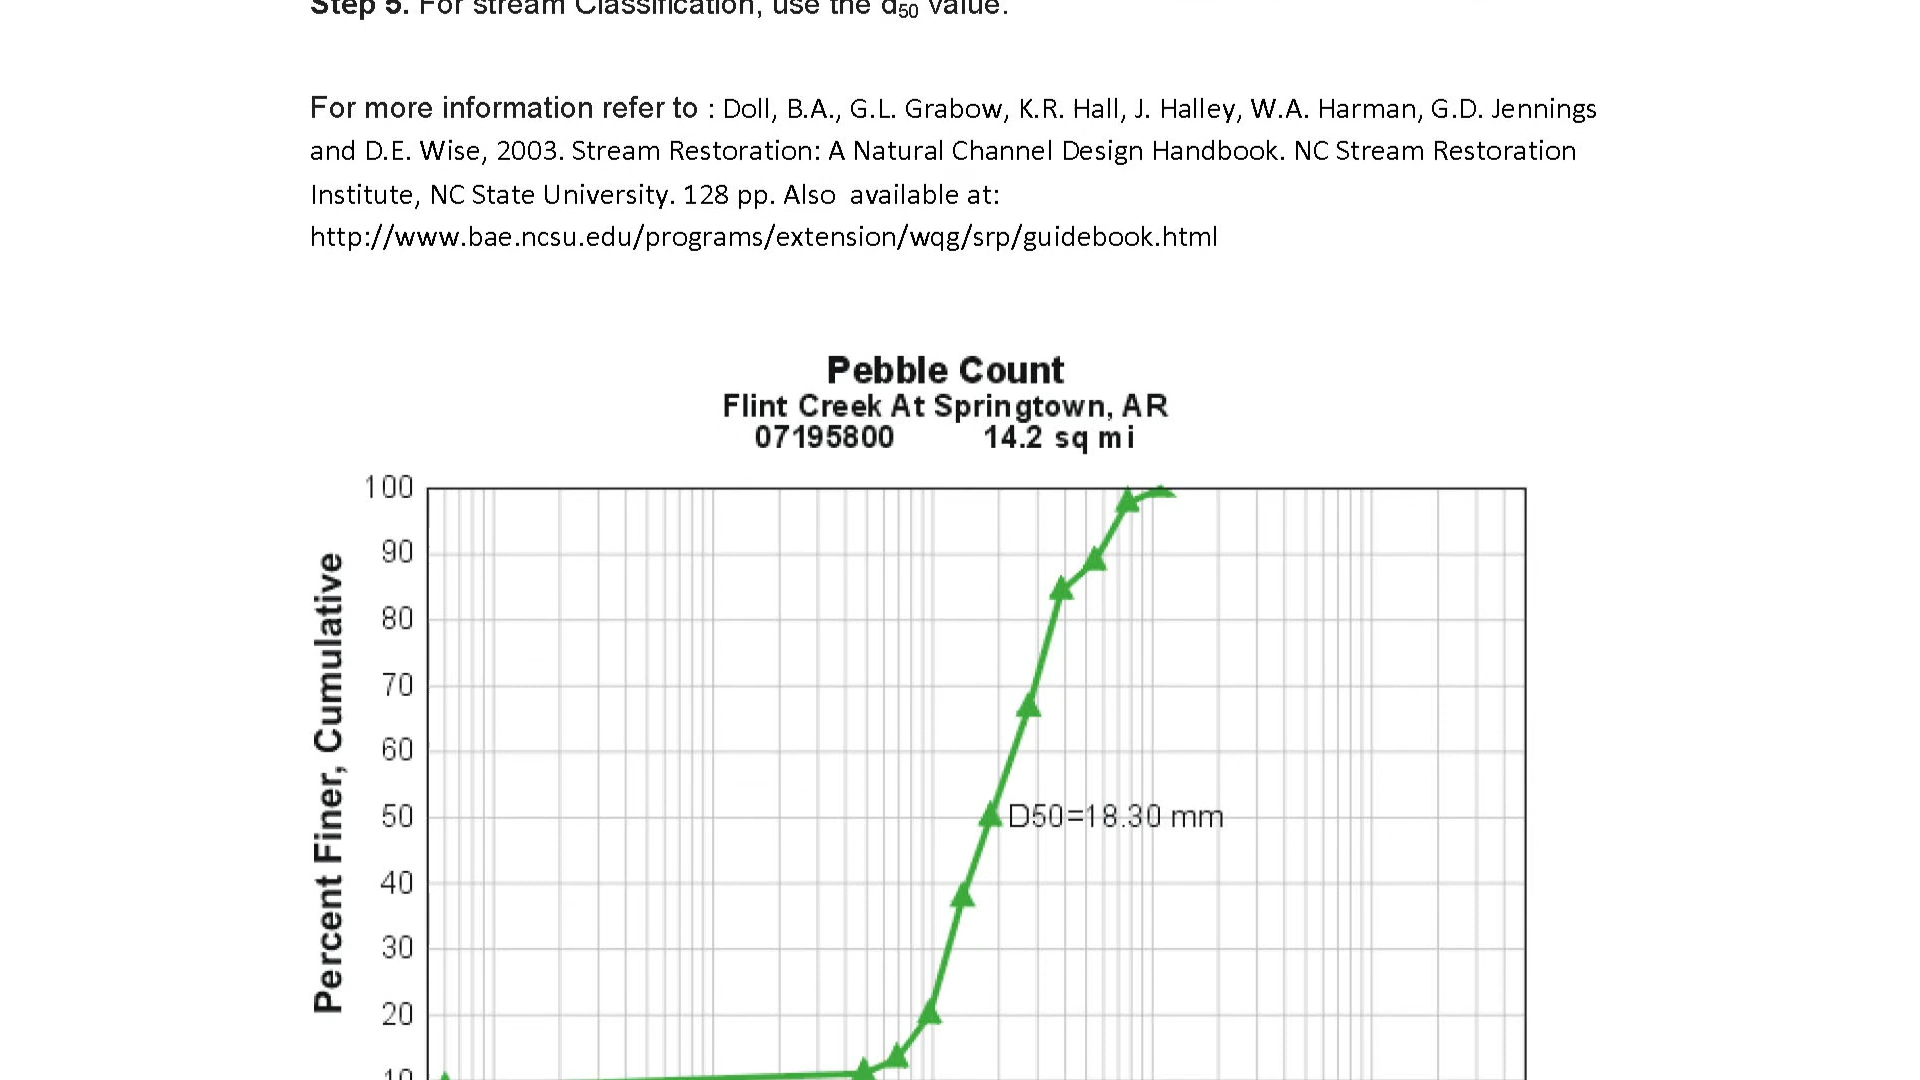 Step 5. For stream Classification, use the d50 value.
For more information refer to : Doll, B.A., G.L. Grabow, K.R. Hall, J. Halley, W.A. Harman, G.D. Jennings
and D.E. Wise, 2003. Stream Restoration: A Natural Channel Design Handbook. NC Stream Restoration
Institute, NC State University. 128 pp. Also available at:
http://www.bae.ncsu.edu/programs/extension/wqg/srp/guidebook.html
Pebble Count
Flint Creek At Springtown, AR
07195800 14.2 sq mi
Percent Finer, Cumulative
100
90
80
70
60
50
D50=18.30 mm
40
30
20
10